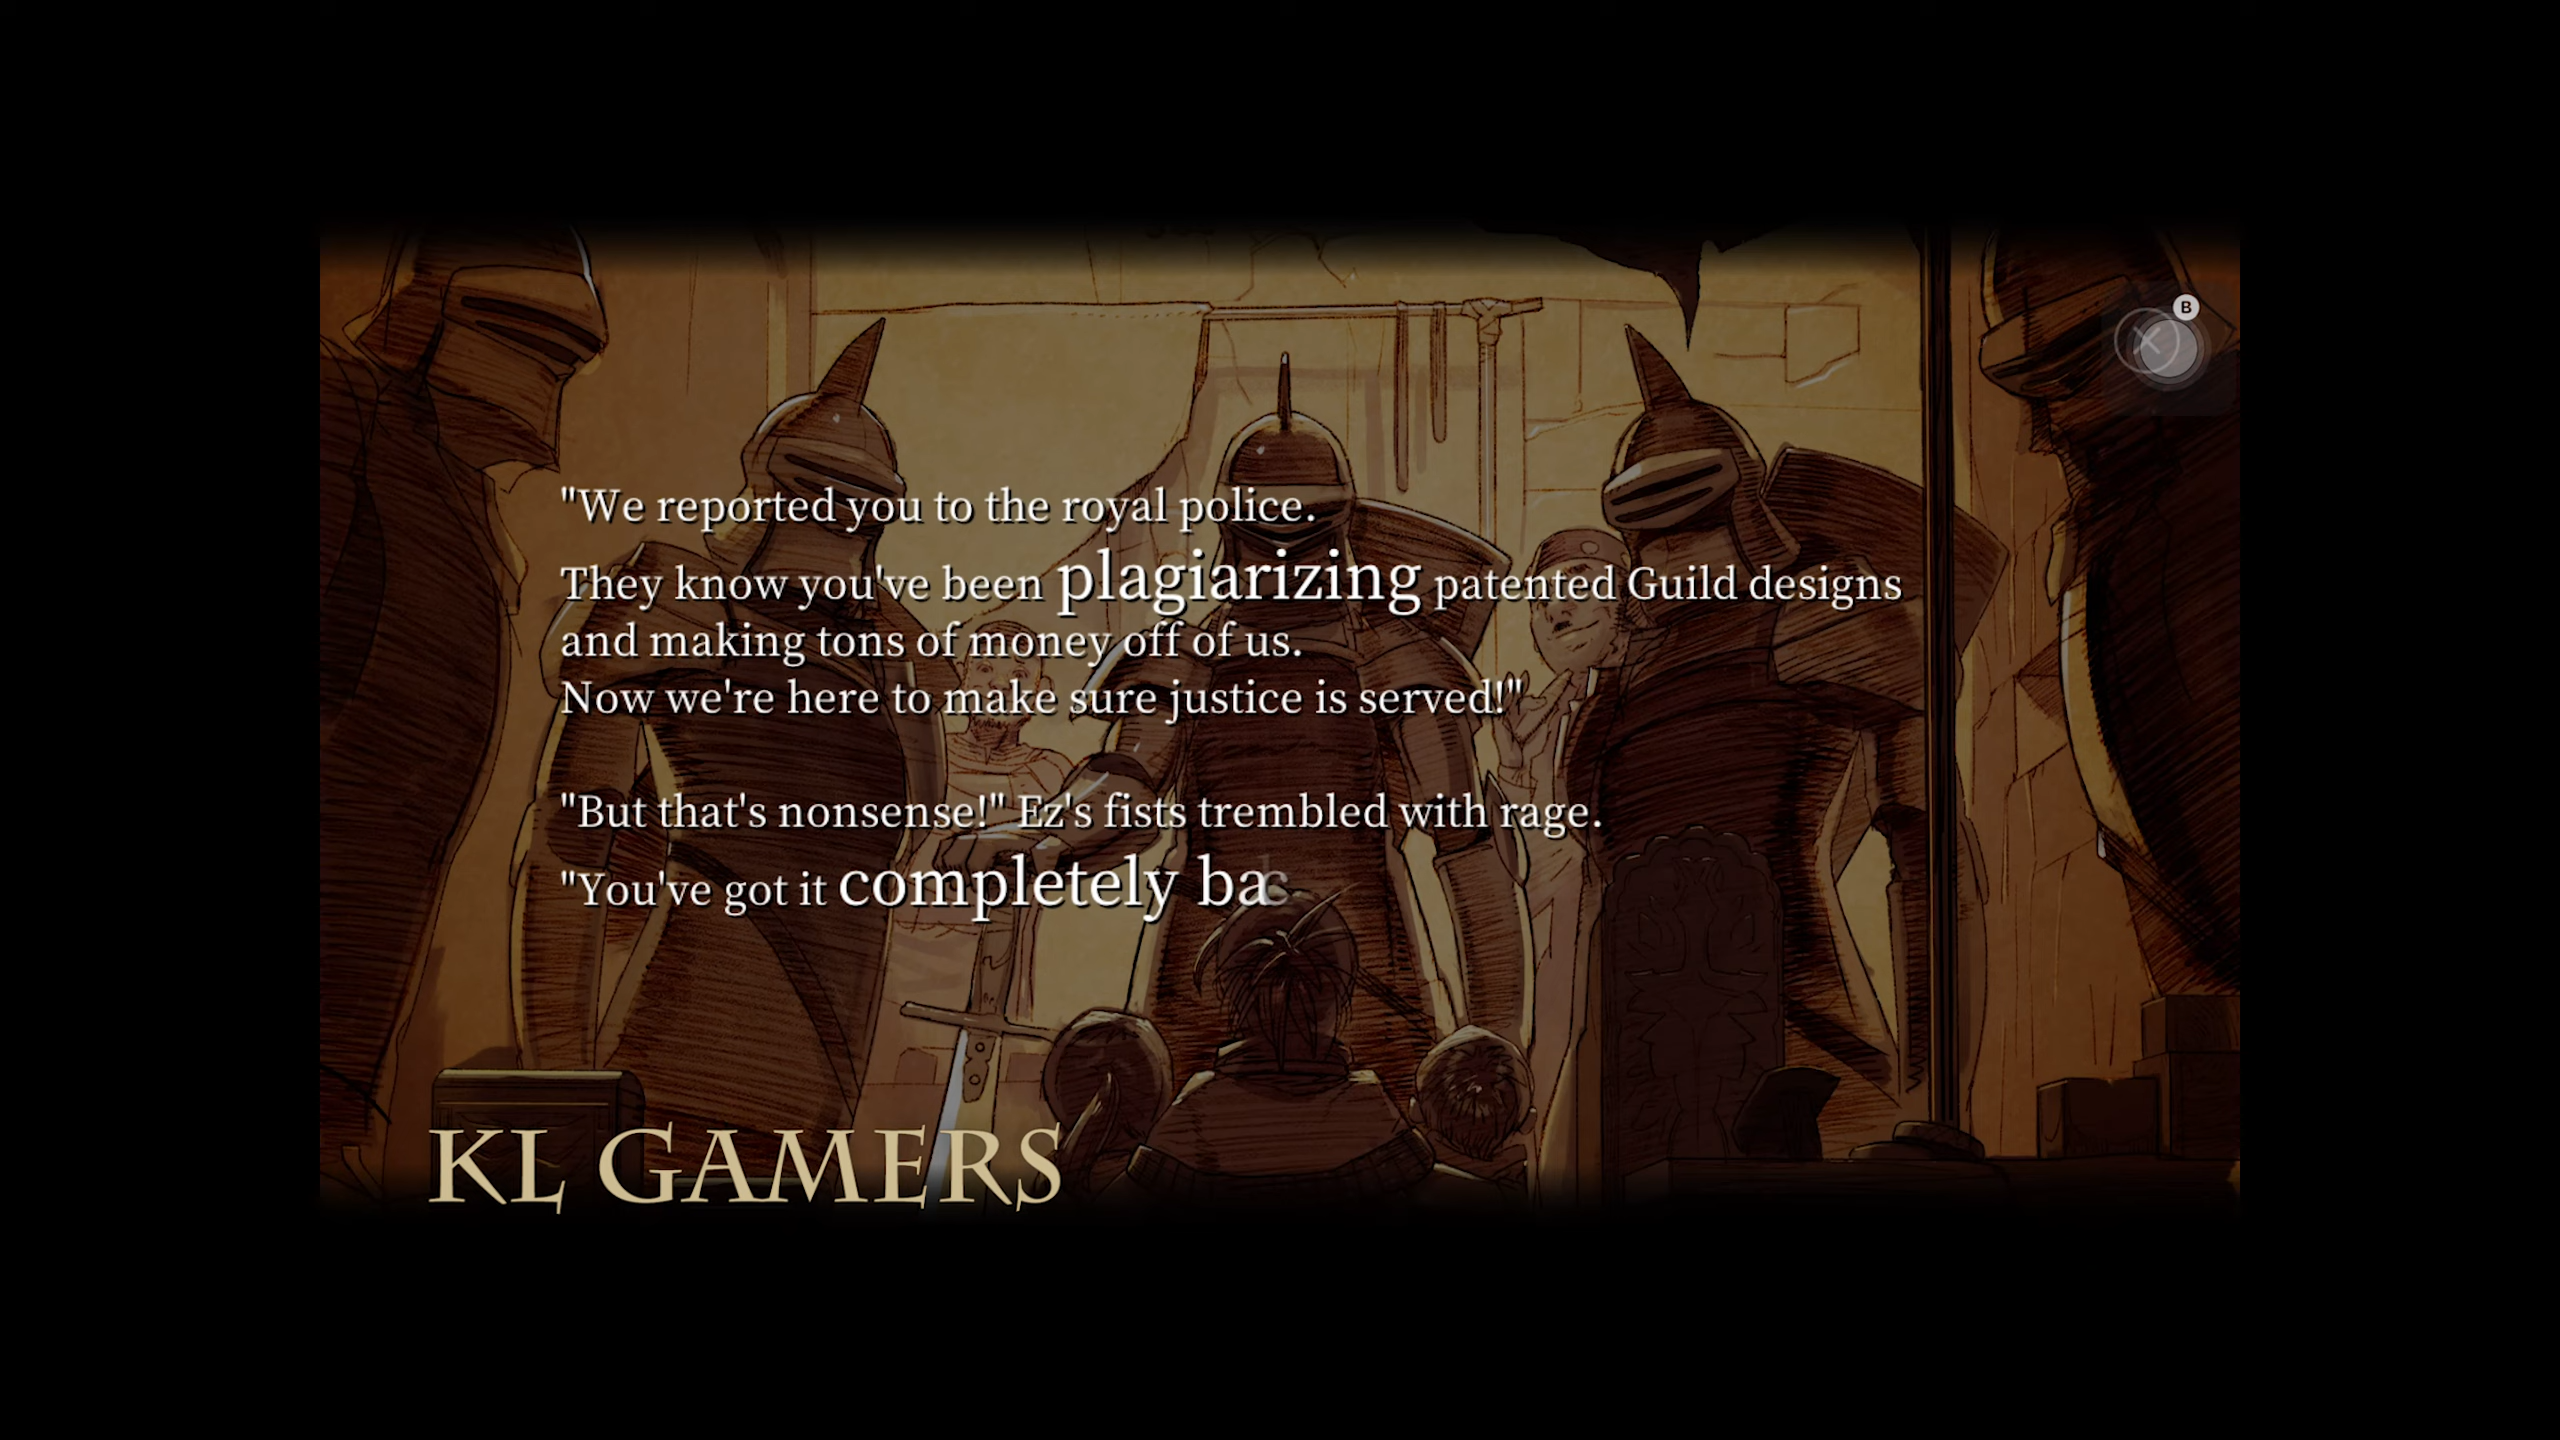 B
"We reported you to the royal police.
They know you've been plagiarizing patented Guild designs
and making tons of money off of us.
Now we're here to make sure justice is served!"
"But that's nonsense!" Ez's fists trembled with rage.
"You've got it completely bac
KL GAMERS